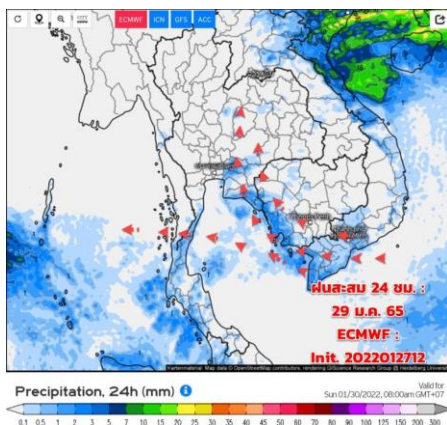 ECMWF ICN GFS ACC
ฝนสะสม 24 ชม. :
29 ม.ค. 65
ECMWF :
Init. 2022012712
Precipitation, 24h (mm)
Valid for
Sun 01/30/2022, 08:00am GMT+07
0.1 0.5 1 2 3 5 7 10 15 20 25 30 35 40 45 50 60 70 80 90 100 125 150 200 300